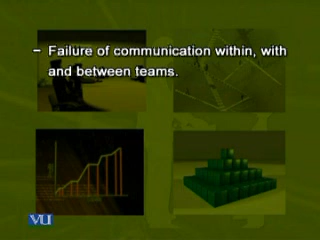 – Failure of communication within, with
and between teams.
VU